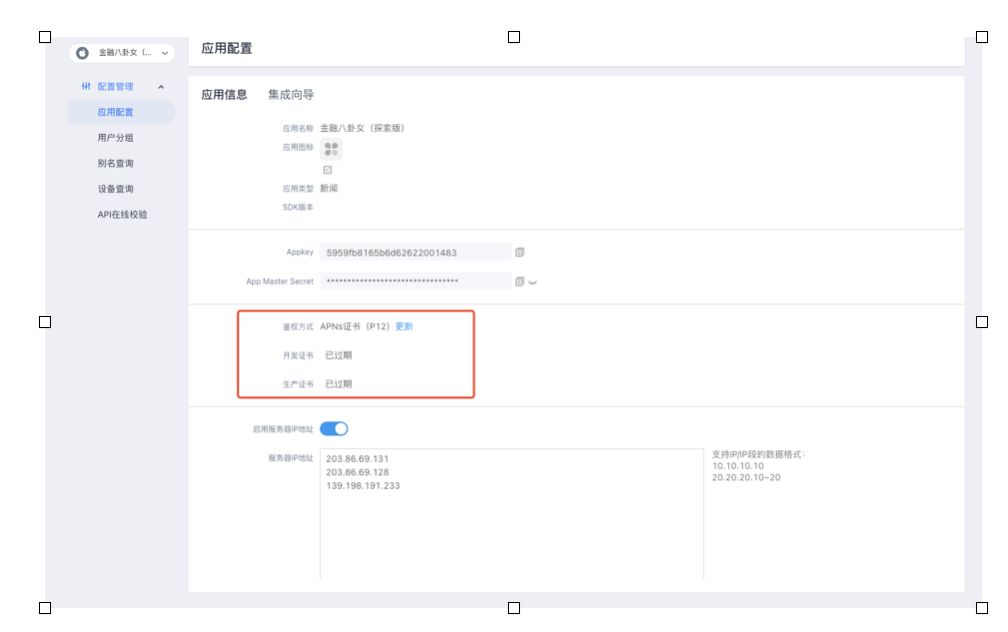 金融八卦女（...
配置管理
应用配置
用户分组
别名查询
设备查询
API在线校验
应用配置
应用信息 集成向导
应用名称 金融八卦女（探索版）
应用图标
应用类型 新闻
SDK版本
Appkey 5959fb8165b6d62622001483
App Master Secret ********************************
鉴权方式 APNs证书（P12）更新
开发证书 已过期
生产证书 已过期
启用服务器IP地址
服务器IP地址 203.86.69.131
203.86.69.128
139.198.191.233
支持IP/IP段的数据格式：
10.10.10.10
20.20.20.10~20